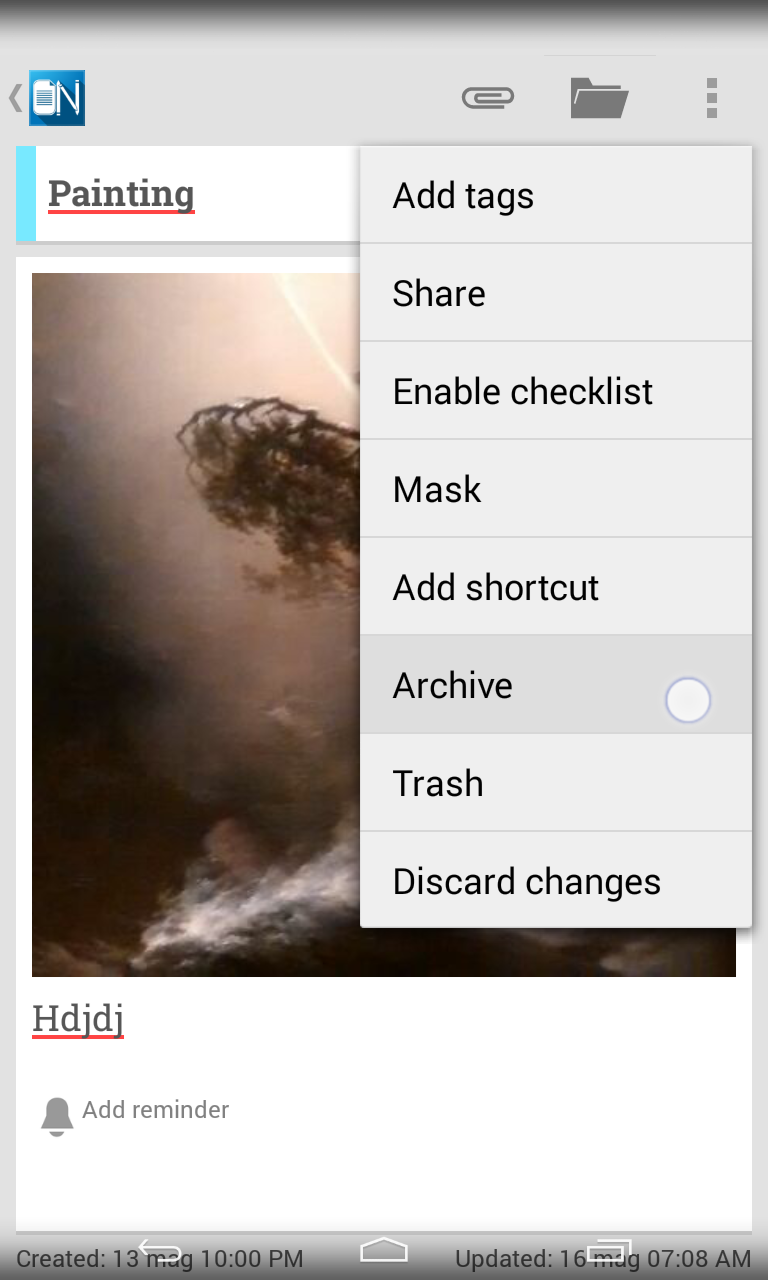 N
Painting
Add tags
Share
Enable checklist
Mask
Add shortcut
Archive
Trash
Discard changes
Hdjdj
Add reminder
Created: 13 mag 10:00 PM
Updated: 16 mag 07:08 AM